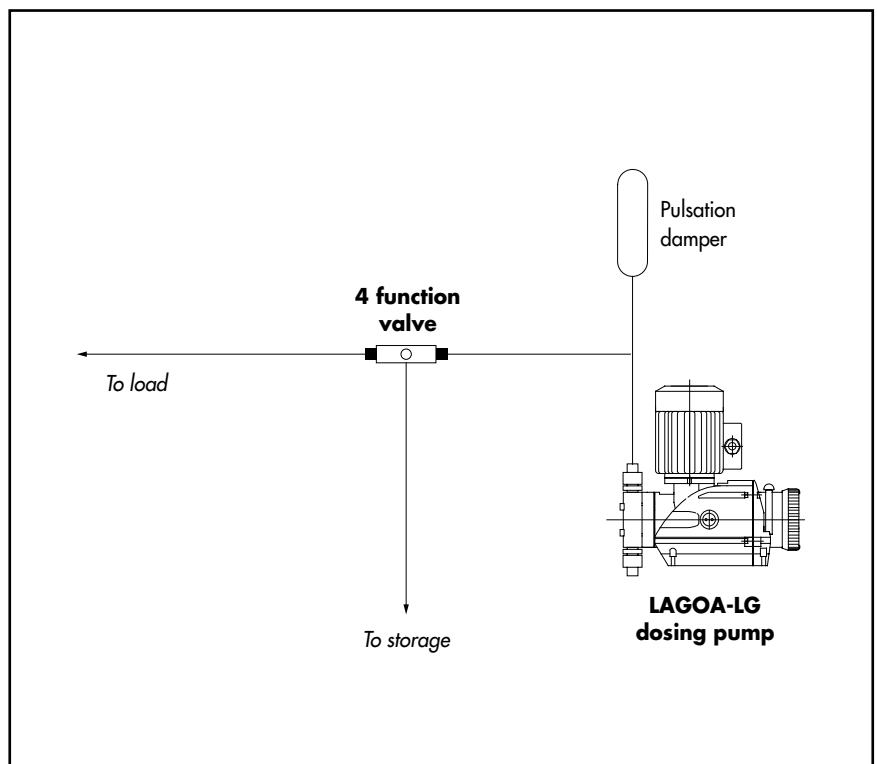 Pulsation
damper
4 function
valve
To load
To storage
LAGOA-LG
dosing pump